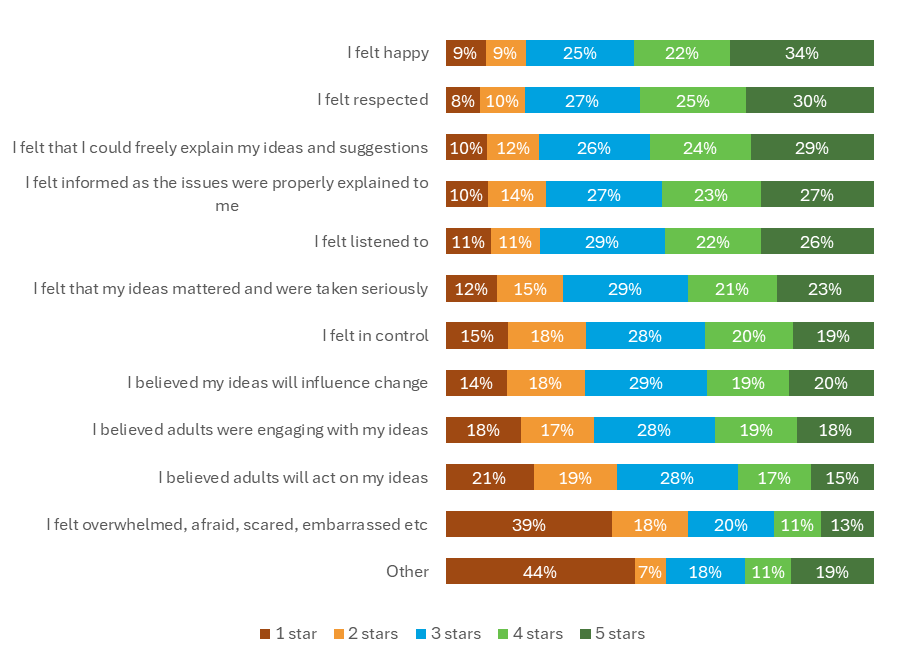 I felt happy 9% 9% 25% 22% 34%
I felt respected 8% 10% 27% 25% 30%
I felt that I could freely explain my ideas and suggestions 10% 12% 26% 24% 29%
I felt informed as the issues were properly explained to
me 10% 14% 27% 23% 27%
I felt listened to 11% 11% 29% 22% 26%
I felt that my ideas mattered and were taken seriously 12% 15% 29% 21% 23%
I felt in control 15% 18% 28% 20% 19%
I believed my ideas will influence change 14% 18% 29% 19% 20%
I believed adults were engaging with my ideas 18% 17% 28% 19% 18%
I believed adults will act on my ideas 21% 19% 28% 17% 15%
I felt overwhelmed, afraid, scared, embarrassed etc 39% 18% 20% 11% 13%
Other 44% 7% 18% 11% 19%
1 star 2 stars 3 stars 4 stars 5 stars